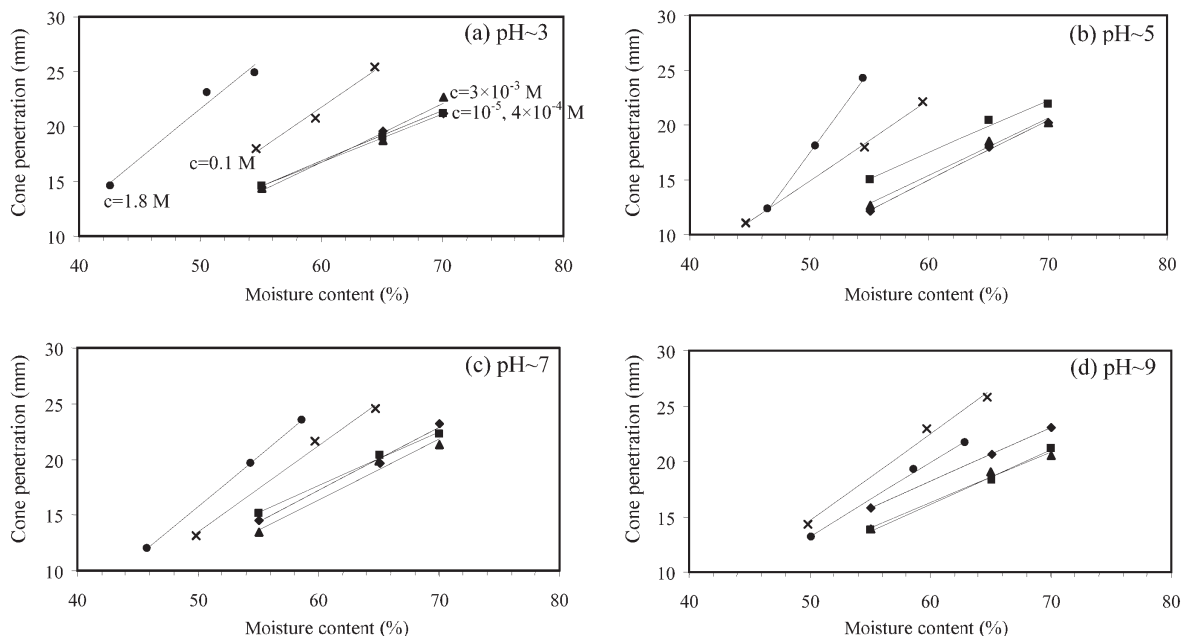 (a) pH~3
Cone penetration (mm)
30
25
20
15
10
c=3×10⁻³ M
c=10⁻⁵, 4×10⁻⁴ M
c=0.1 M
c=1.8 M
40 50 60 70 80
Moisture content (%)
(b) pH~5
Cone penetration (mm)
30
25
20
15
10
40 50 60 70 80
Moisture content (%)
(c) pH~7
Cone penetration (mm)
30
25
20
15
10
40 50 60 70 80
Moisture content (%)
(d) pH~9
Cone penetration (mm)
30
25
20
15
10
40 50 60 70 80
Moisture content (%)